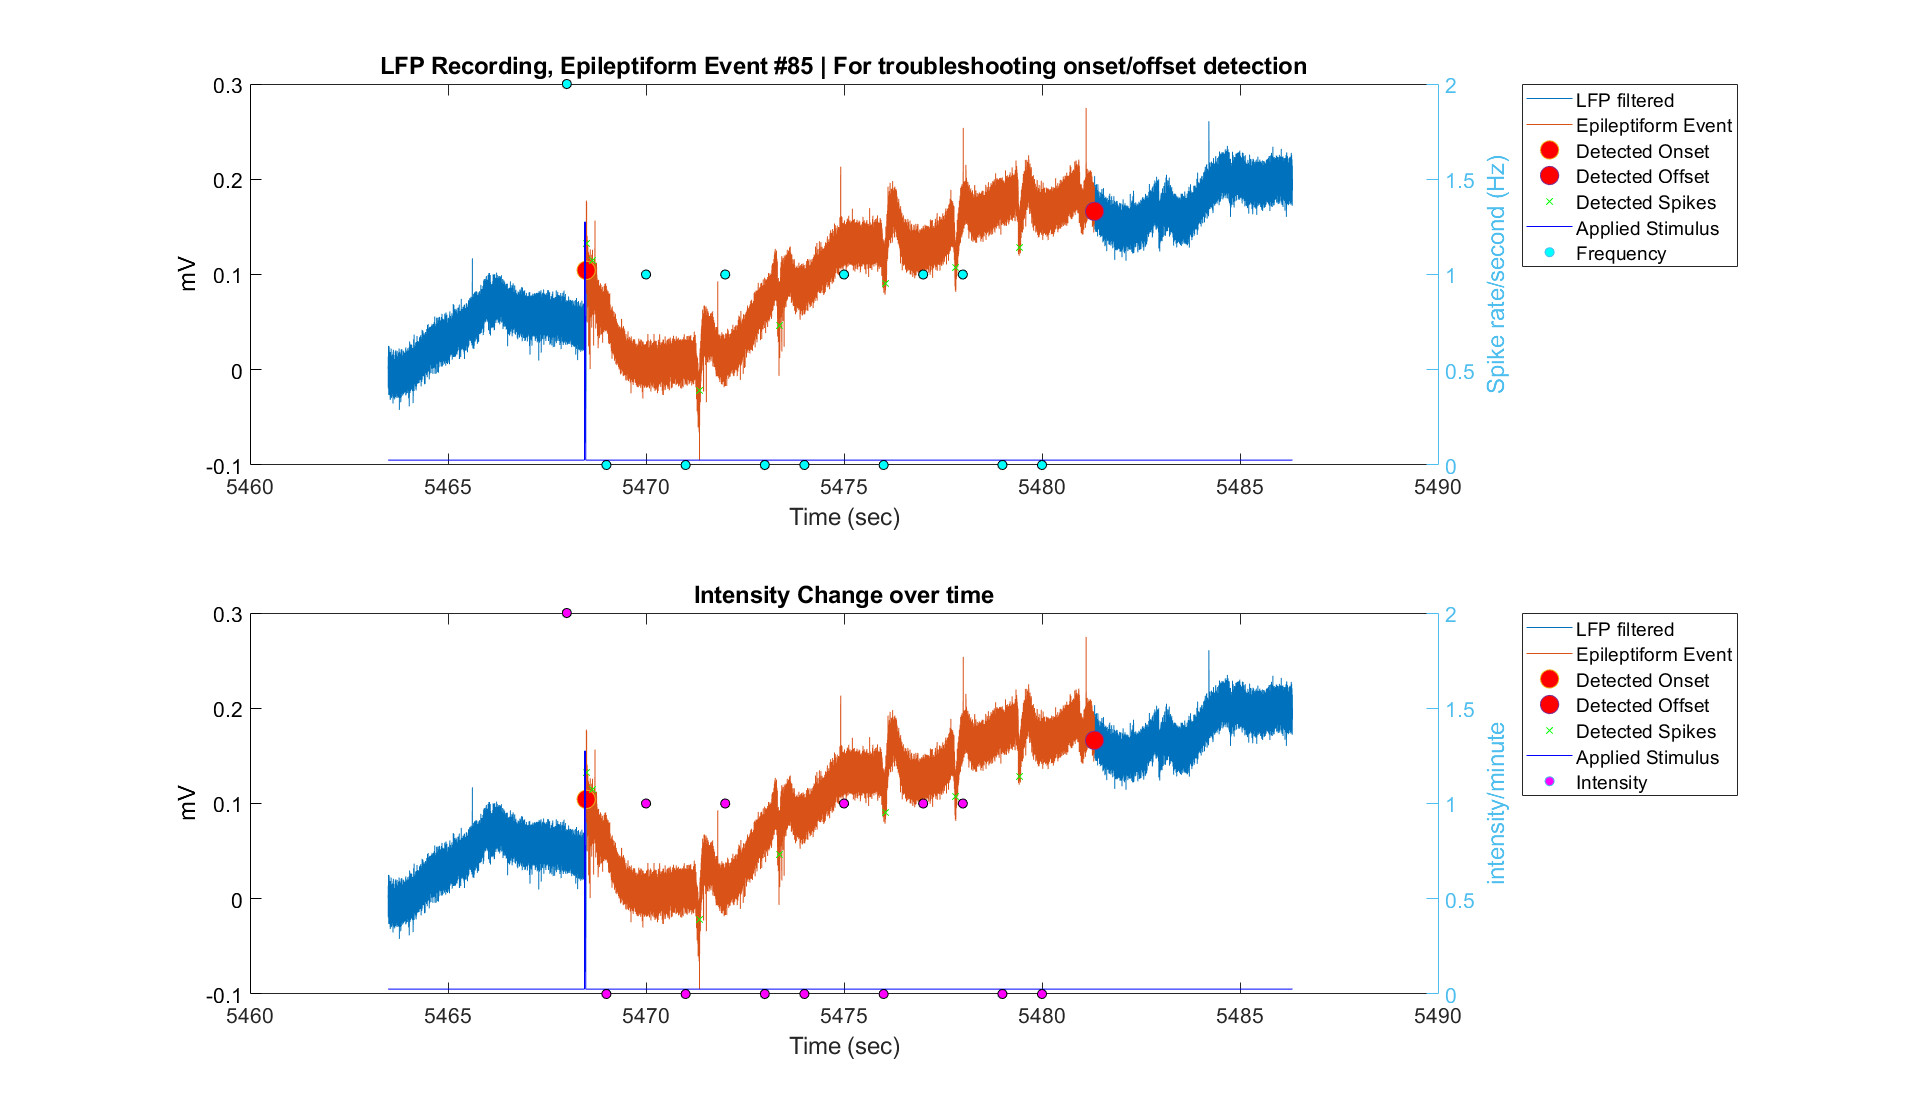 LFP Recording, Epileptiform Event #85 | For troubleshooting onset/offset detection
0.3
0.2
0.1
0
-0.1
mV
2
1.5
1
0.5
0
Spike rate/second (Hz)
5460 5465 5470 5475 5480 5485 5490
Time (sec)
LFP filtered
Epileptiform Event
Detected Onset
Detected Offset
Detected Spikes
Applied Stimulus
Frequency
Intensity Change over time
0.3
0.2
0.1
0
-0.1
mV
2
1.5
1
0.5
0
intensity/minute
5460 5465 5470 5475 5480 5485 5490
Time (sec)
LFP filtered
Epileptiform Event
Detected Onset
Detected Offset
Detected Spikes
Applied Stimulus
Intensity